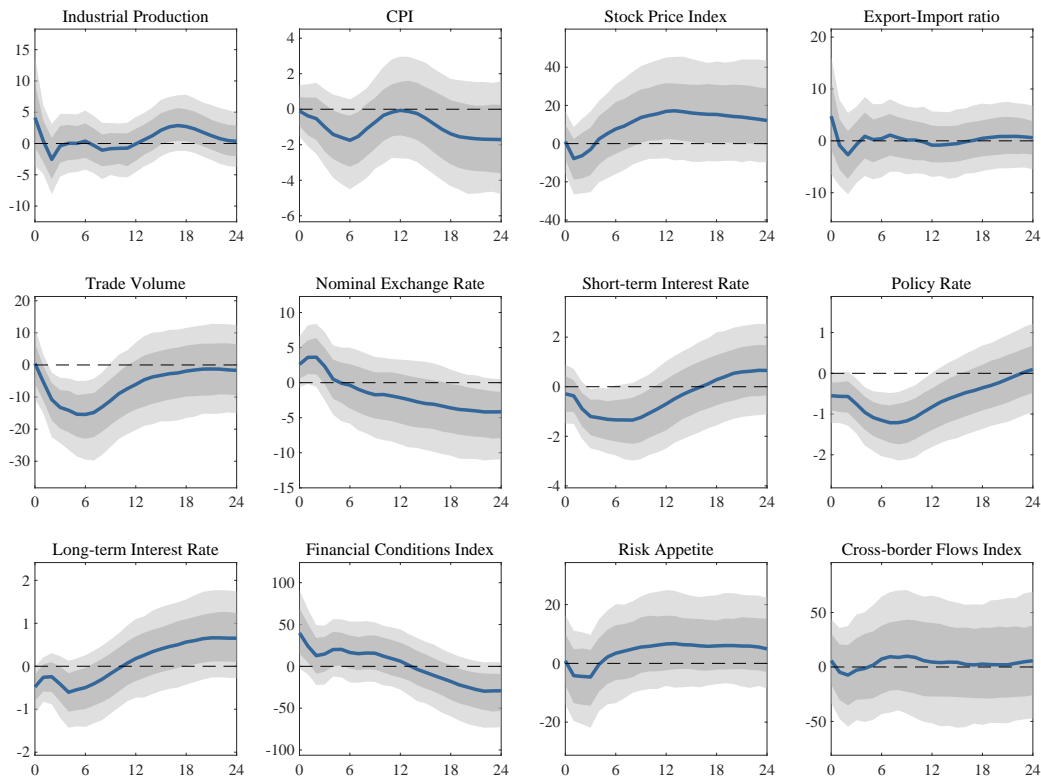 Industrial Production
15
10
5
0
-5
-10
0 6 12 18 24
CPI
4
2
0
-2
-4
-6
0 6 12 18 24
Stock Price Index
40
20
0
-20
-40
0 6 12 18 24
Export-Import ratio
20
10
0
-10
0 6 12 18 24
Trade Volume
20
10
0
-10
-20
-30
0 6 12 18 24
Nominal Exchange Rate
10
5
0
-5
-10
-15
0 6 12 18 24
Short-term Interest Rate
2
0
-2
-4
0 6 12 18 24
Policy Rate
1
0
-1
-2
0 6 12 18 24
Long-term Interest Rate
2
1
0
-1
-2
0 6 12 18 24
Financial Conditions Index
100
50
0
-50
-100
0 6 12 18 24
Risk Appetite
20
0
-20
0 6 12 18 24
Cross-border Flows Index
50
0
-50
0 6 12 18 24